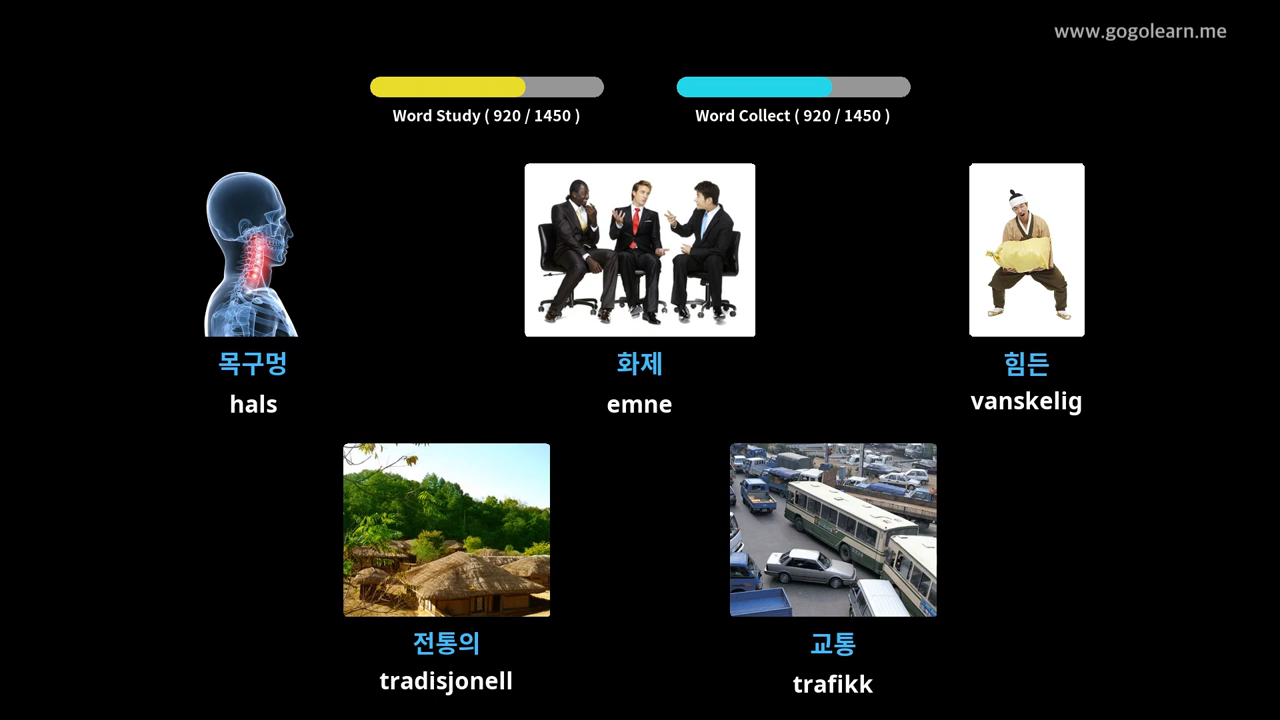 www.gogolearn.me
Word Study ( 920 / 1450 )
Word Collect ( 920 / 1450 )
목구멍
hals
화제
emne
힘든
vanskelig
전통의
tradisjonell
교통
trafikk